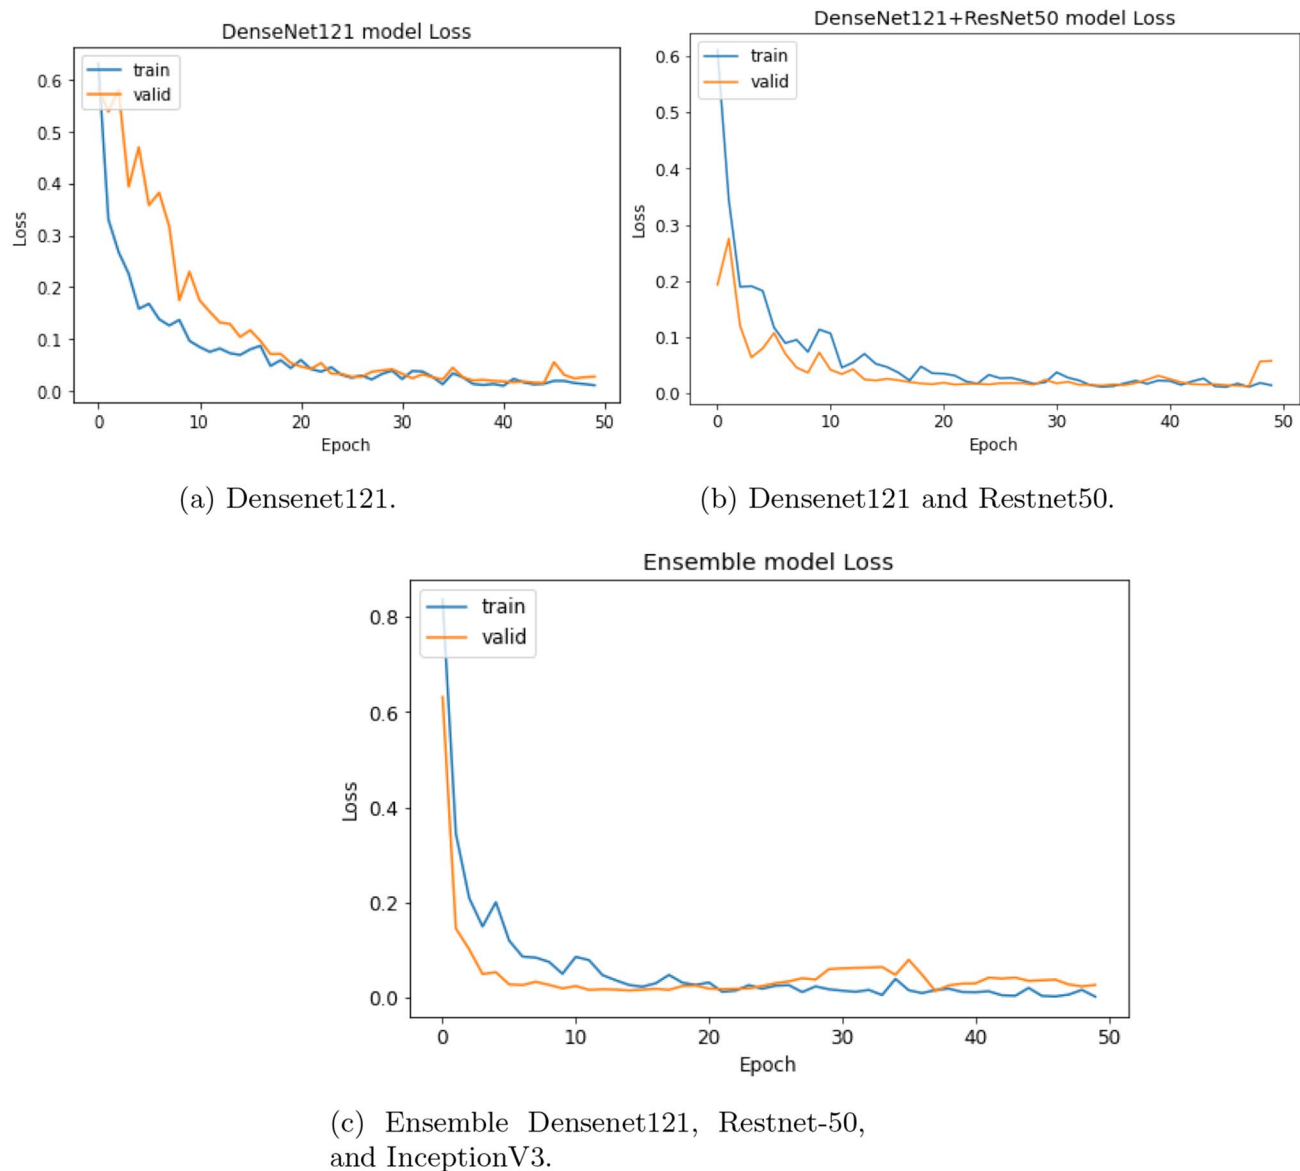 DenseNet121 model Loss
train
valid
0.6
0.5
0.4
0.3
0.2
0.1
0.0
Loss
0 10 20 30 40 50
Epoch
(a) Densenet121.
DenseNet121+ResNet50 model Loss
train
valid
0.6
0.5
0.4
0.3
0.2
0.1
0.0
Loss
0 10 20 30 40 50
Epoch
(b) Densenet121 and Restnet50.
Ensemble model Loss
train
valid
0.8
0.6
0.4
0.2
0.0
Loss
0 10 20 30 40 50
Epoch
(c) Ensemble Densenet121, Restnet-50,
and InceptionV3.